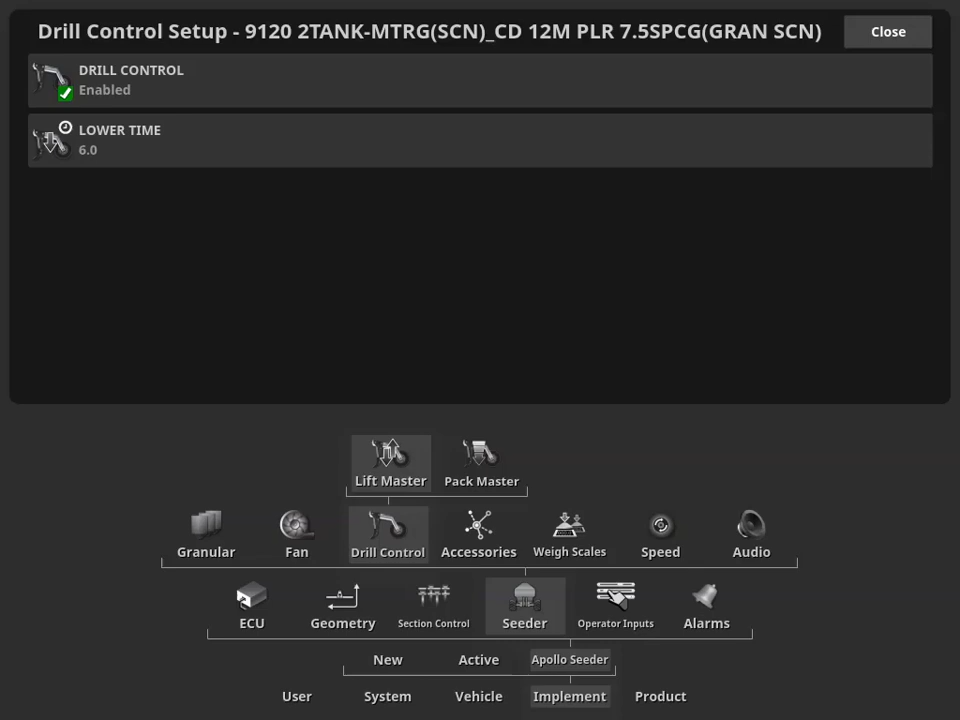 Drill Control Setup - 9120 2TANK-MTRG(SCN)_CD 12M PLR 7.5SPCG(GRAN SCN)
Close
DRILL CONTROL
Enabled
LOWER TIME
6.0
Lift Master
Pack Master
Granular
Fan
Drill Control
Accessories
Weigh Scales
Speed
Audio
ECU
Geometry
Section Control
Seeder
Operator Inputs
Alarms
New
Active
Apollo Seeder
User
System
Vehicle
Implement
Product